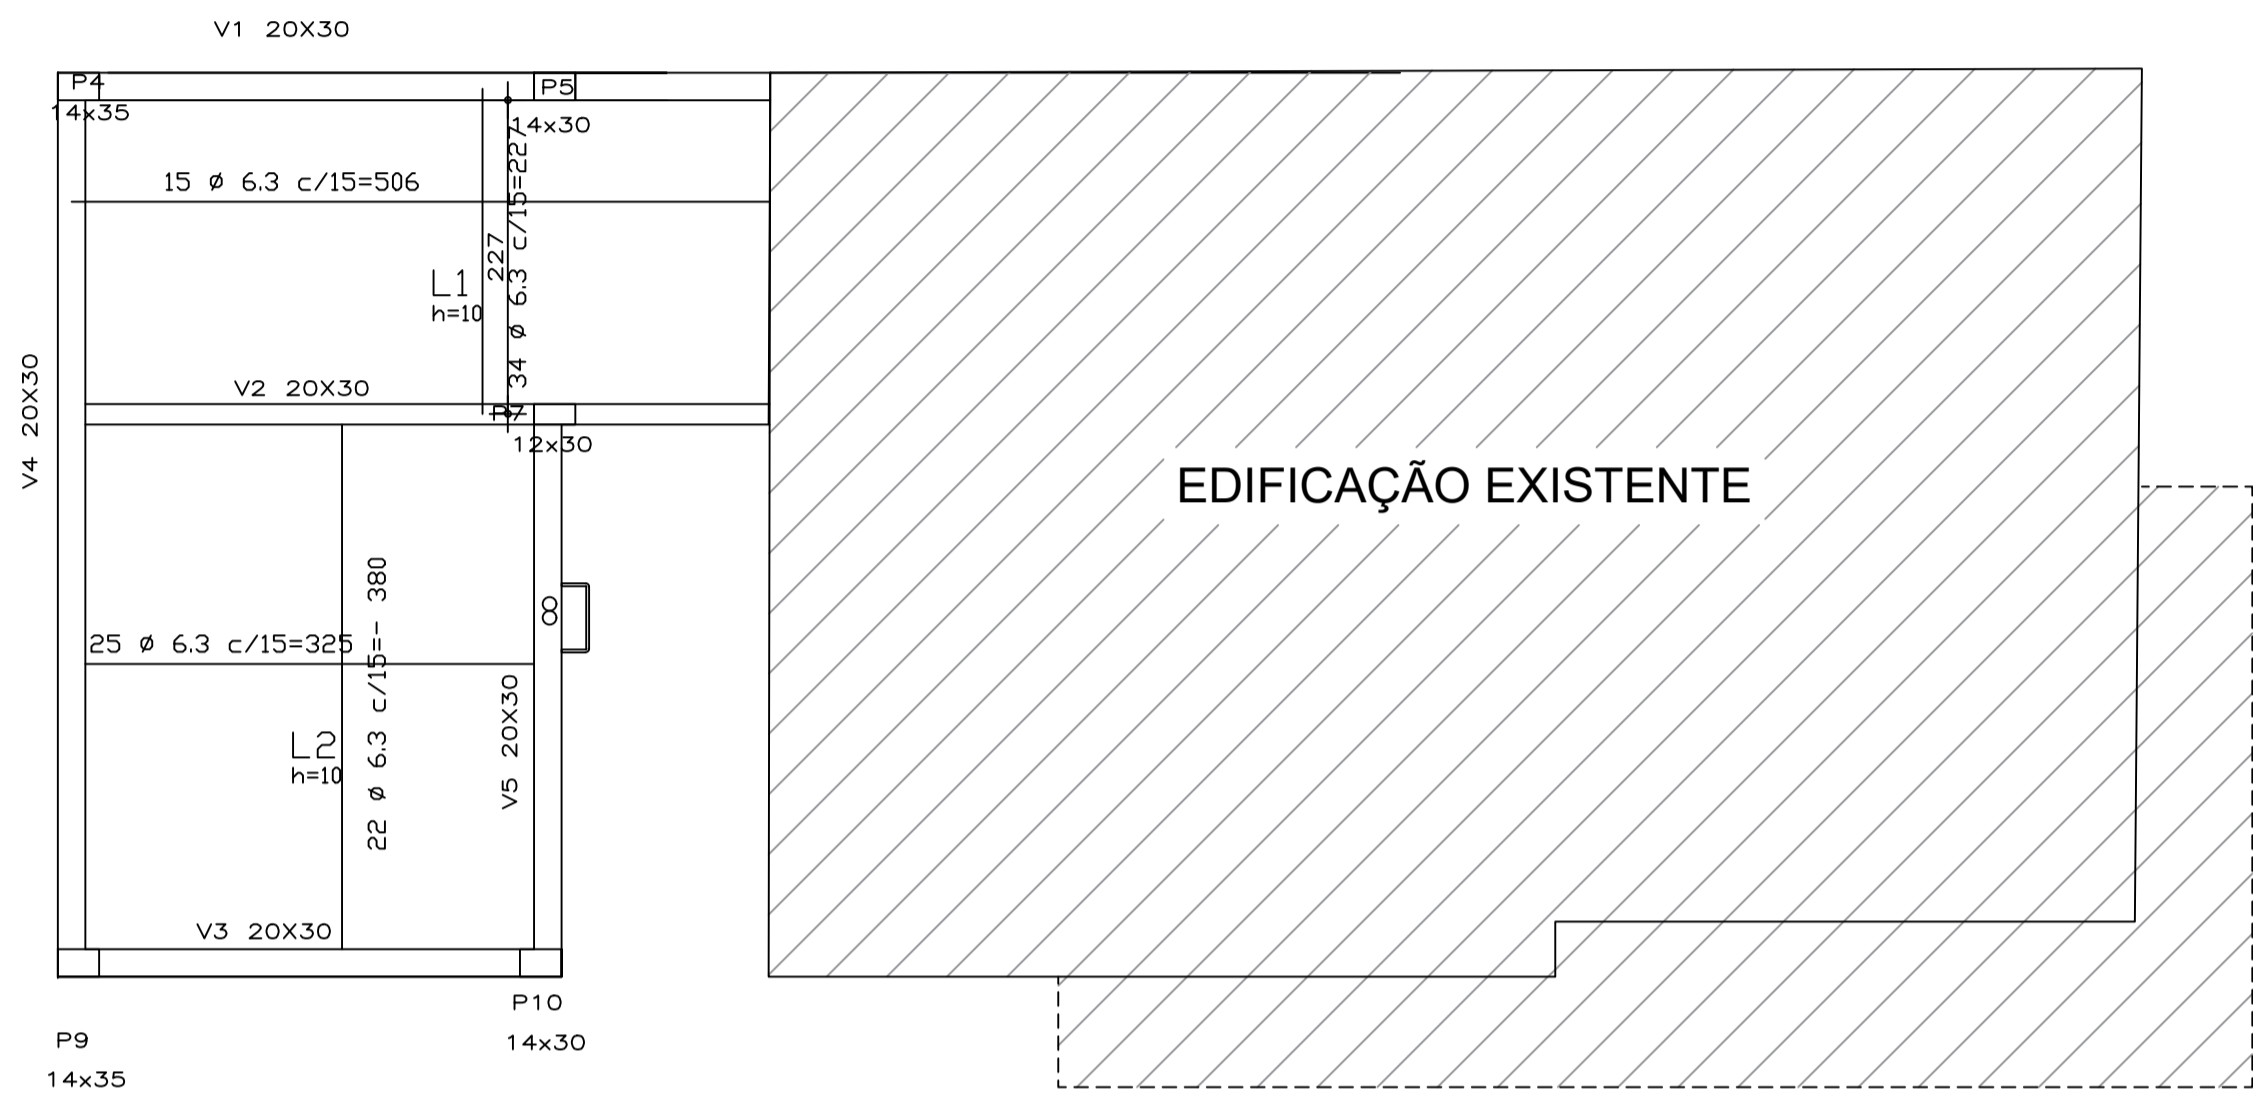 V1 20X30
P4
14x35
P5
14x30
15 ø 6.3 c/15=506
34 ø 6.3 c/15=227
227
L1
h=10
V2 20X30
P7
12x30
V4 20X30
EDIFICAÇÃO EXISTENTE
8
25 ø 6.3 c/15=325
22 ø 6.3 c/15=- 380
L2
h=10
V5 20X30
V3 20X30
P10
14x30
P9
14x35